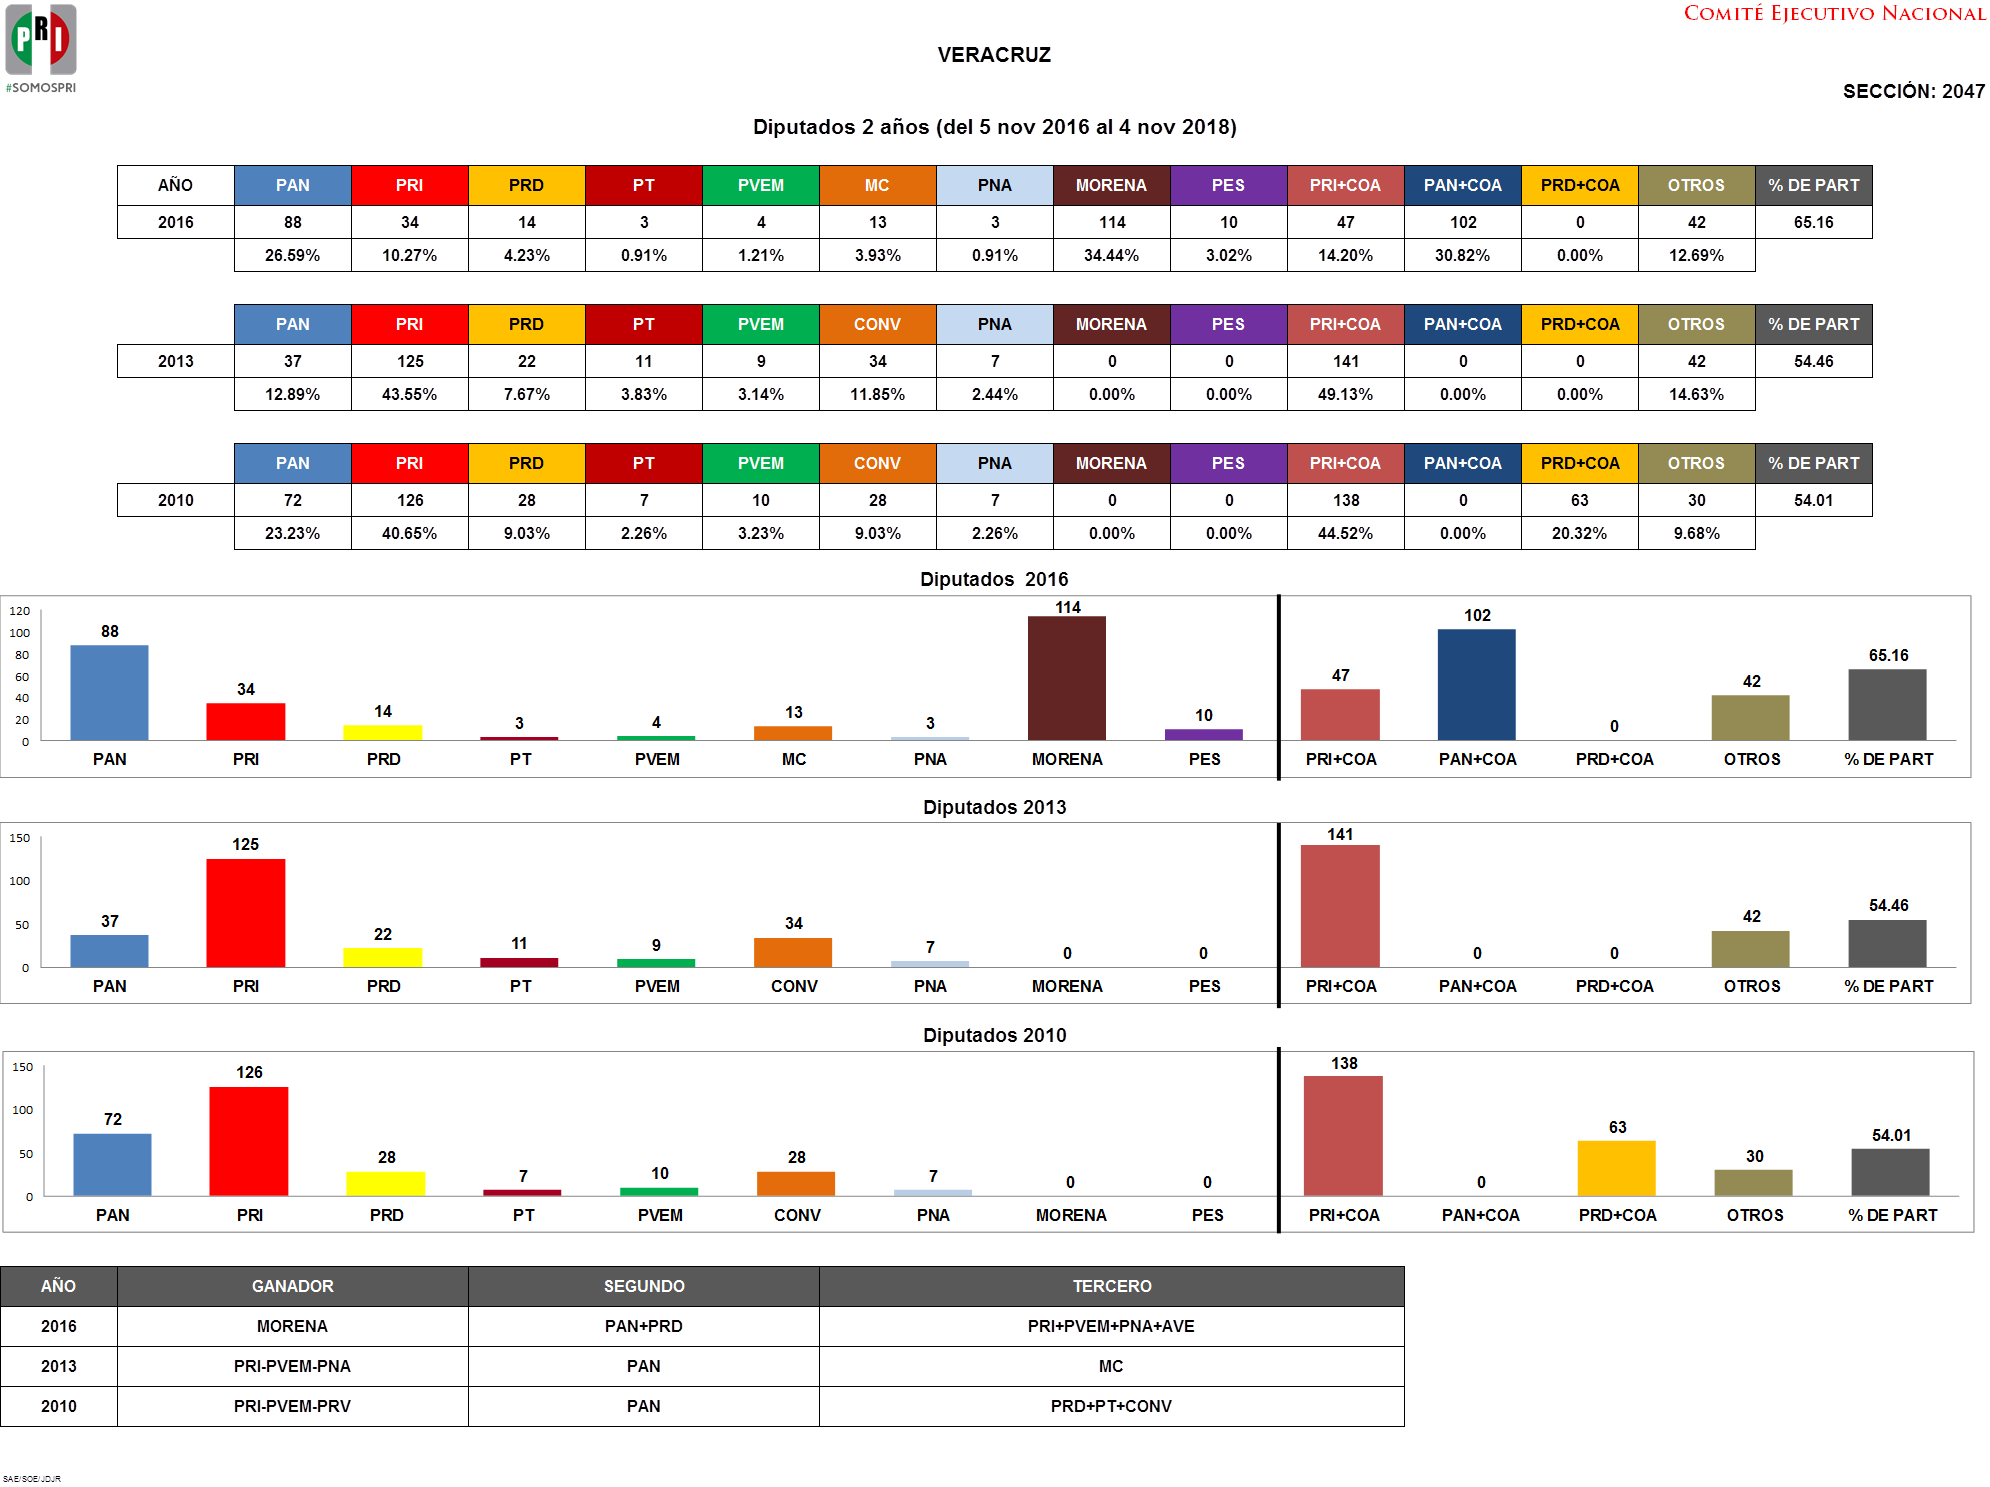 PRI
#SOMOSPRI
COMITÉ EJECUTIVO NACIONAL
VERACRUZ
SECCIÓN: 2047
Diputados 2 años (del 5 nov 2016 al 4 nov 2018)
AÑO PAN PRI PRD PT PVEM MC PNA MORENA PES PRI+COA PAN+COA PRD+COA OTROS % DE PART
2016 88 34 14 3 4 13 3 114 10 47 102 0 42 65.16
26.59% 10.27% 4.23% 0.91% 1.21% 3.93% 0.91% 34.44% 3.02% 14.20% 30.82% 0.00% 12.69%
PAN PRI PRD PT PVEM CONV PNA MORENA PES PRI+COA PAN+COA PRD+COA OTROS % DE PART
2013 37 125 22 11 9 34 7 0 0 141 0 0 42 54.46
12.89% 43.55% 7.67% 3.83% 3.14% 11.85% 2.44% 0.00% 0.00% 49.13% 0.00% 0.00% 14.63%
PAN PRI PRD PT PVEM CONV PNA MORENA PES PRI+COA PAN+COA PRD+COA OTROS % DE PART
2010 72 126 28 7 10 28 7 0 0 138 0 63 30 54.01
23.23% 40.65% 9.03% 2.26% 3.23% 9.03% 2.26% 0.00% 0.00% 44.52% 0.00% 20.32% 9.68%
Diputados 2016
120
100
80
60
40
20
0
88 34 14 3 4 13 3 114 10 47 102 0 42 65.16
PAN PRI PRD PT PVEM MC PNA MORENA PES PRI+COA PAN+COA PRD+COA OTROS % DE PART
Diputados 2013
150
100
50
0
37 125 22 11 9 34 7 0 0 141 0 0 42 54.46
PAN PRI PRD PT PVEM CONV PNA MORENA PES PRI+COA PAN+COA PRD+COA OTROS % DE PART
Diputados 2010
150
100
50
0
72 126 28 7 10 28 7 0 0 138 0 63 30 54.01
PAN PRI PRD PT PVEM CONV PNA MORENA PES PRI+COA PAN+COA PRD+COA OTROS % DE PART
AÑO GANADOR SEGUNDO TERCERO
2016 MORENA PAN+PRD PRI+PVEM+PNA+AVE
2013 PRI-PVEM-PNA PAN MC
2010 PRI-PVEM-PRV PAN PRD+PT+CONV
SAE/SOE/JDJR